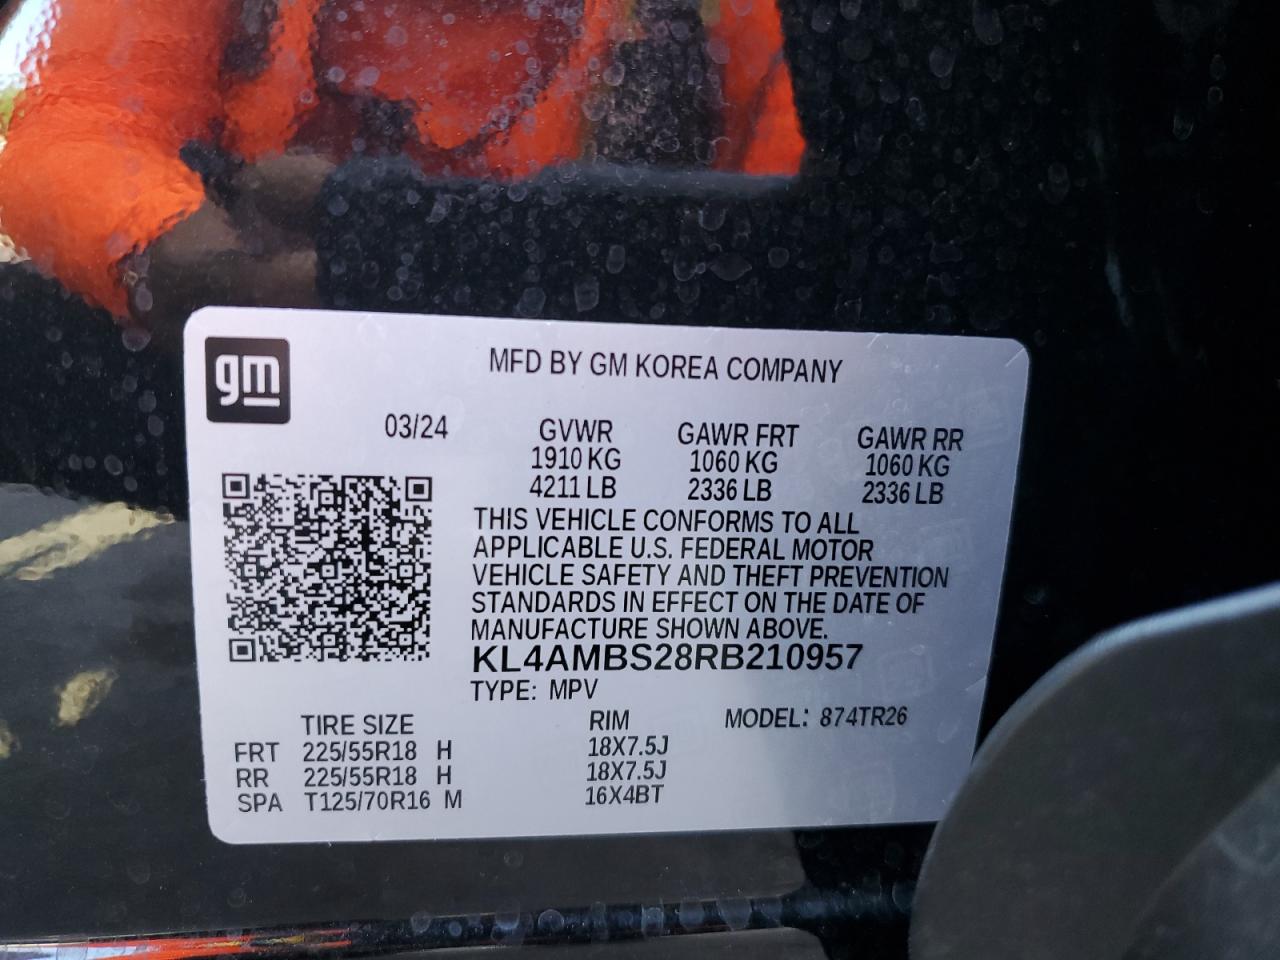 gm
MFD BY GM KOREA COMPANY
03/24 GVWR GAWR FRT GAWR RR
1910 KG 1060 KG 1060 KG
4211 LB 2336 LB 2336 LB
THIS VEHICLE CONFORMS TO ALL
APPLICABLE U.S. FEDERAL MOTOR
VEHICLE SAFETY AND THEFT PREVENTION
STANDARDS IN EFFECT ON THE DATE OF
MANUFACTURE SHOWN ABOVE.
KL4AMBS28RB210957
TYPE: MPV
TIRE SIZE RIM MODEL: 874TR26
FRT 225/55R18 H 18X7.5J
RR 225/55R18 H 18X7.5J
SPA T125/70R16 M 16X4BT